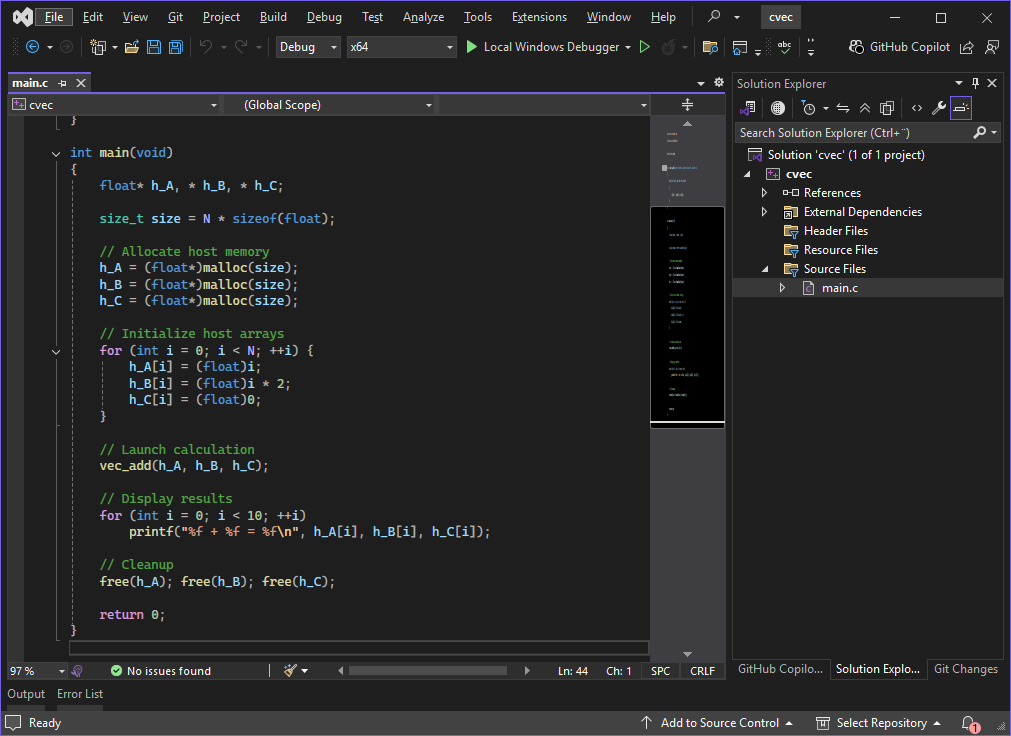 File Edit View Git Project Build Debug Test Analyze Tools Extensions Window Help cvec
Debug x64 Local Windows Debugger abc GitHub Copilot
main.c
cvec (Global Scope)
}
int main(void)
{
float* h_A, * h_B, * h_C;
size_t size = N * sizeof(float);
// Allocate host memory
h_A = (float*)malloc(size);
h_B = (float*)malloc(size);
h_C = (float*)malloc(size);
// Initialize host arrays
for (int i = 0; i < N; ++i) {
h_A[i] = (float)i;
h_B[i] = (float)i * 2;
h_C[i] = (float)0;
}
// Launch calculation
vec_add(h_A, h_B, h_C);
// Display results
for (int i = 0; i < 10; ++i)
printf("%f + %f = %f\n", h_A[i], h_B[i], h_C[i]);
// Cleanup
free(h_A); free(h_B); free(h_C);
return 0;
}
97 % No issues found Ln: 44 Ch: 1 SPC CRLF
Solution Explorer
Search Solution Explorer (Ctrl+¨)
Solution 'cvec' (1 of 1 project)
cvec
References
External Dependencies
Header Files
Resource Files
Source Files
main.c
GitHub Copilo... Solution Explo... Git Changes
Output Error List
Ready Add to Source Control Select Repository 1